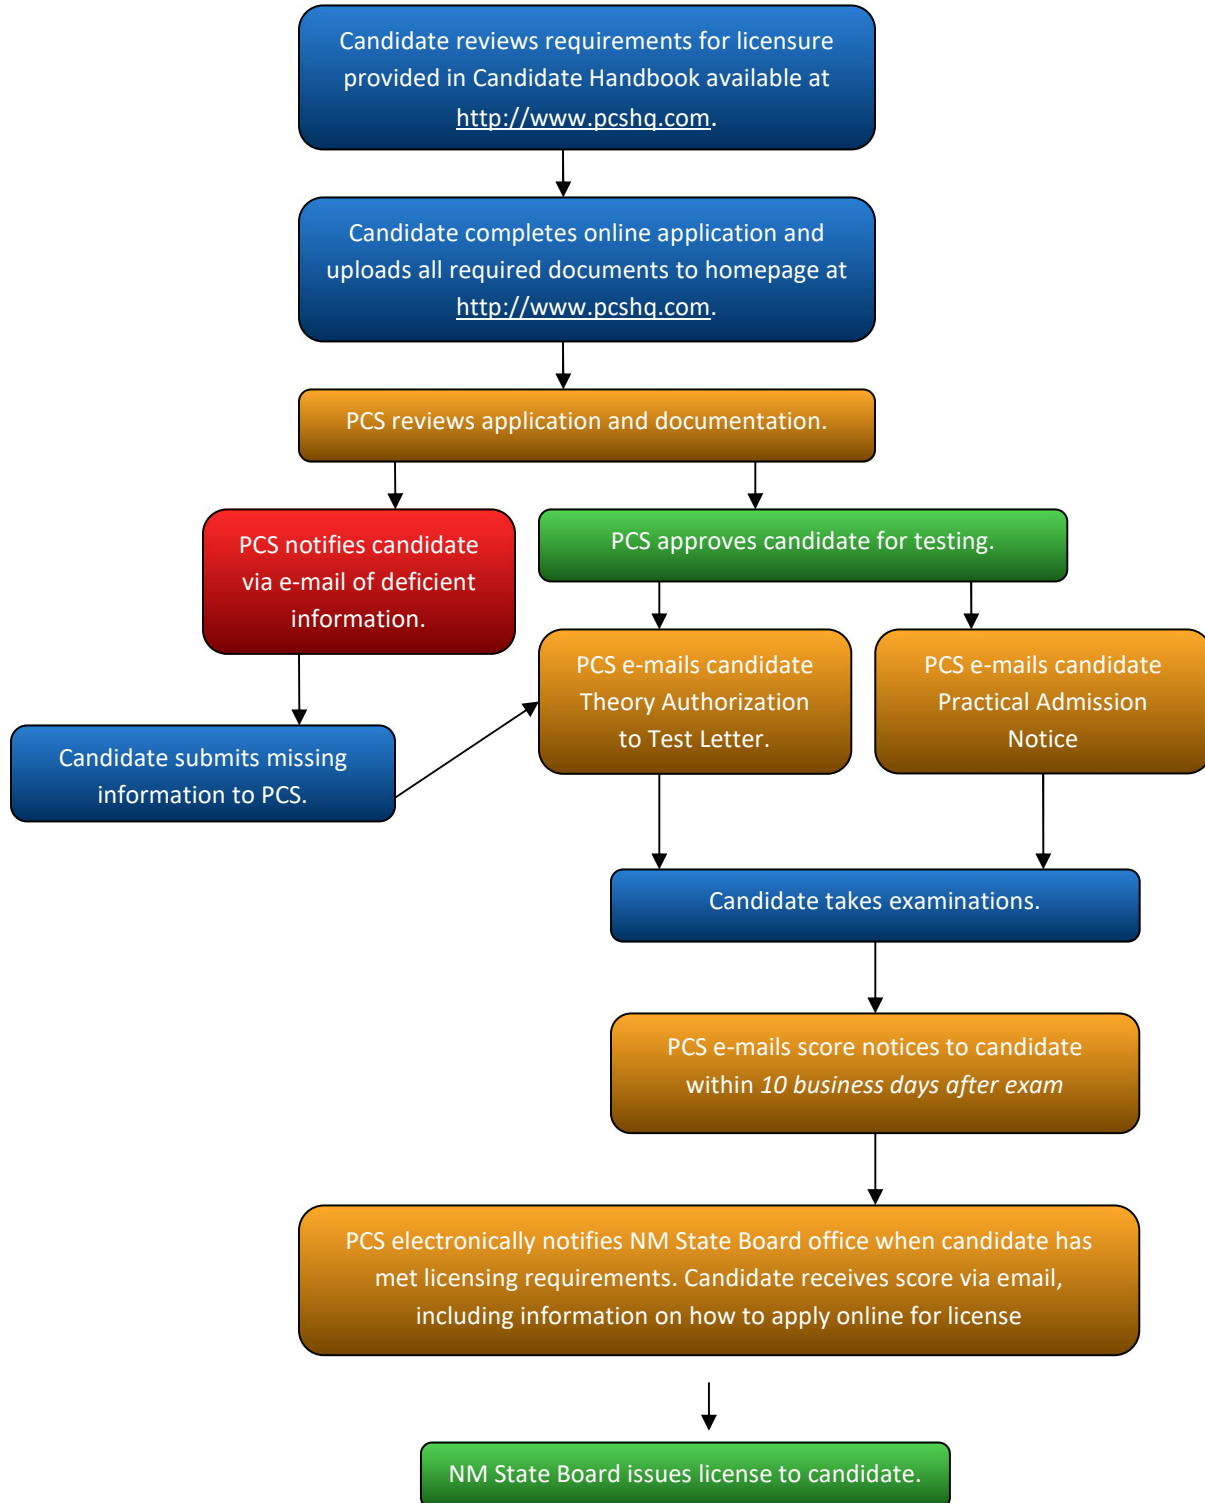 Candidate reviews requirements for licensure
provided in Candidate Handbook available at
http://www.pcshq.com.
Candidate completes online application and
uploads all required documents to homepage at
http://www.pcshq.com.
PCS reviews application and documentation.
PCS notifies candidate
via e-mail of deficient
information.
PCS approves candidate for testing.
PCS e-mails candidate
Theory Authorization
to Test Letter.
PCS e-mails candidate
Practical Admission
Notice
Candidate submits missing
information to PCS.
Candidate takes examinations.
PCS e-mails score notices to candidate
within 10 business days after exam
PCS electronically notifies NM State Board office when candidate has
met licensing requirements. Candidate receives score via email,
including information on how to apply online for license
NM State Board issues license to candidate.